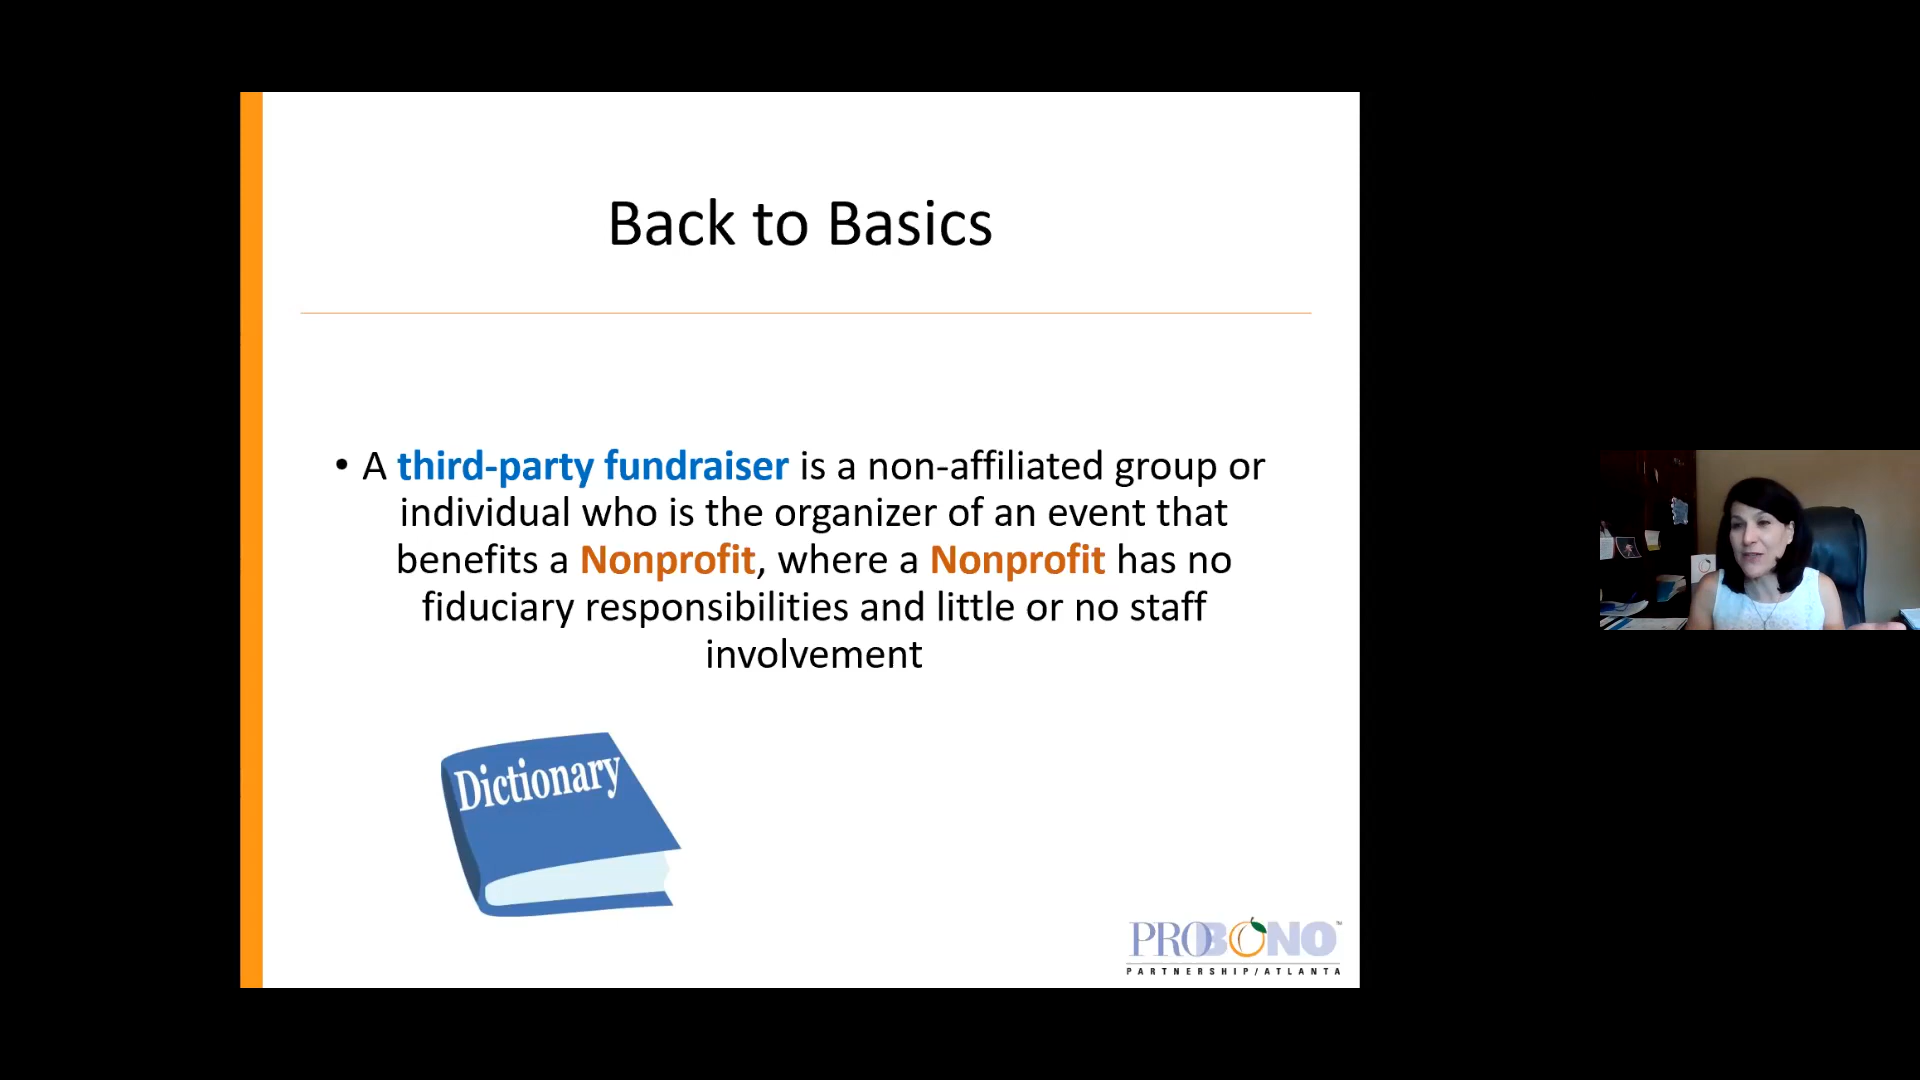 Back to Basics
• A third-party fundraiser is a non-affiliated group or
individual who is the organizer of an event that
benefits a Nonprofit, where a Nonprofit has no
fiduciary responsibilities and little or no staff
involvement
Dictionary
PROBONO™
PARTNERSHIP/ATLANTA